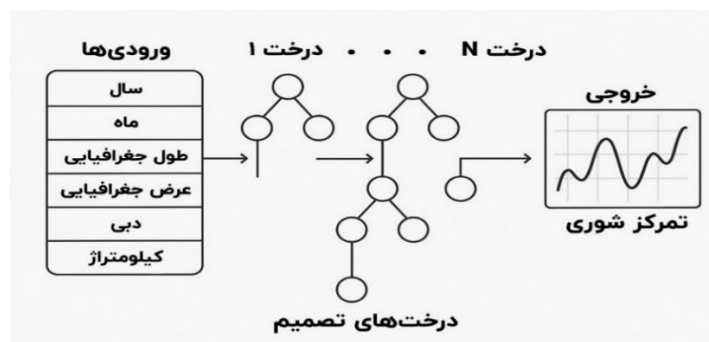 ورودی‌ها
سال
ماه
طول جغرافیایی
عرض جغرافیایی
دبی
کیلومتراژ
درخت ۱ . . . درخت N
درخت‌های تصمیم
خروجی
تمرکز شوری